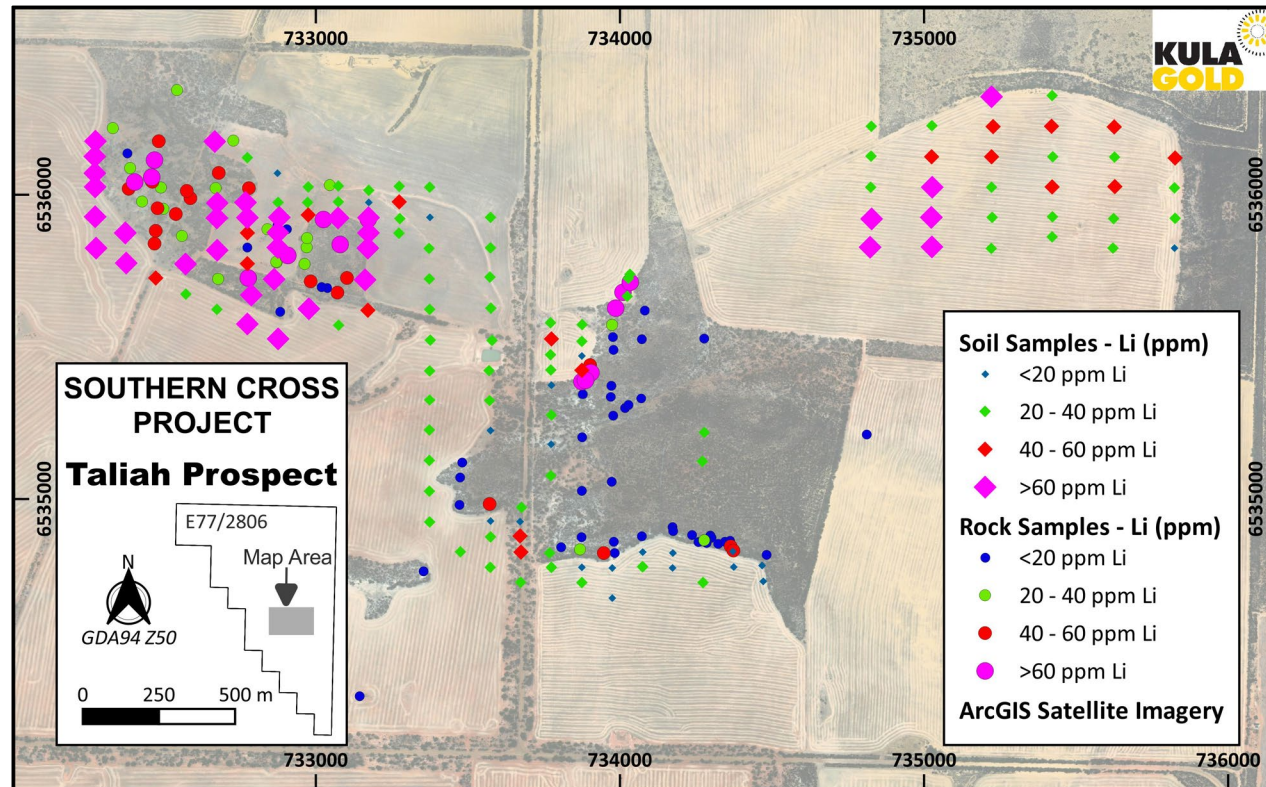 733000
734000
735000
KULA
GOLD
6536000
6536000
Soil Samples - Li (ppm)
<20 ppm Li
20 - 40 ppm Li
40 - 60 ppm Li
>60 ppm Li
Rock Samples - Li (ppm)
<20 ppm Li
20 - 40 ppm Li
40 - 60 ppm Li
>60 ppm Li
ArcGIS Satellite Imagery
SOUTHERN CROSS
PROJECT
Taliah Prospect
E77/2806
Map Area
N
GDA94 Z50
0 250 500 m
6535000
6535000
733000
734000
735000
736000